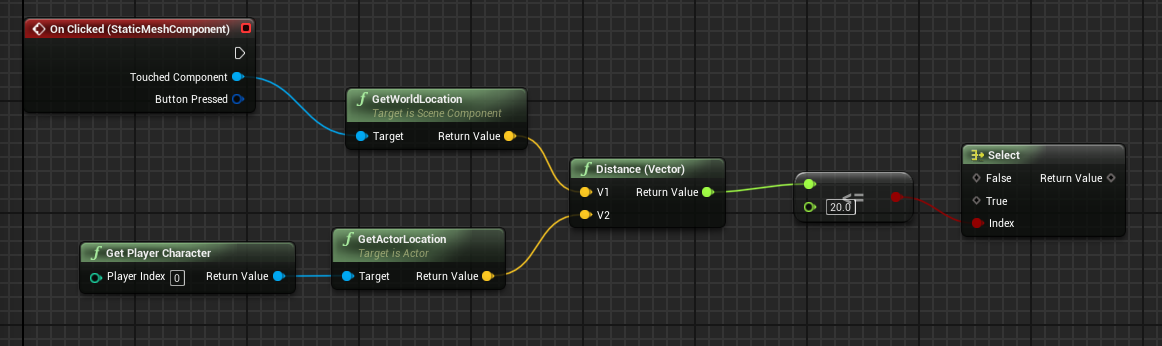 On Clicked (StaticMeshComponent)
Touched Component
Button Pressed
GetWorldLocation
Target is Scene Component
Target Return Value
Distance (Vector)
V1 Return Value
V2
<=
20.0
Select
False Return Value
True
Index
Get Player Character
Player Index 0 Return Value
GetActorLocation
Target is Actor
Target Return Value